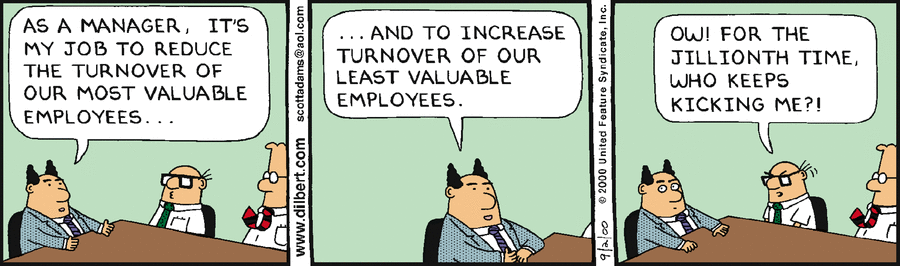 AS A MANAGER, IT'S
MY JOB TO REDUCE
THE TURNOVER OF
OUR MOST VALUABLE
EMPLOYEES...
www.dilbert.com scottadams@aol.com
...AND TO INCREASE
TURNOVER OF OUR
LEAST VALUABLE
EMPLOYEES.
9/2/00 © 2000 United Feature Syndicate, Inc.
OW! FOR THE
JILLIONTH TIME,
WHO KEEPS
KICKING ME?!